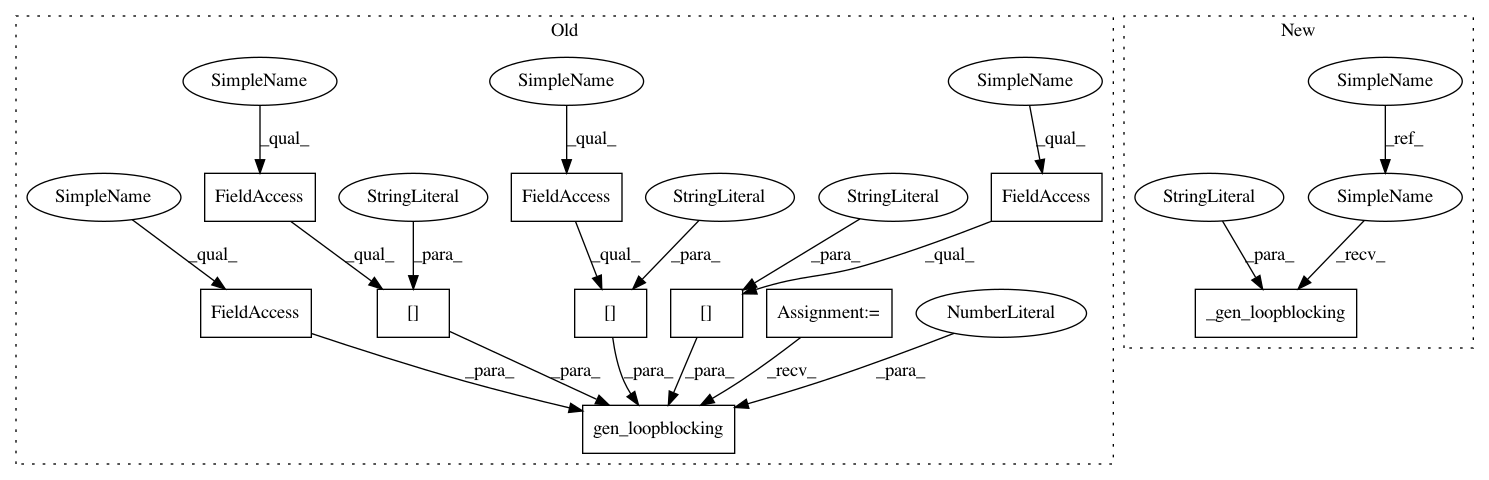 Old
New
SimpleName
SimpleName
SimpleName
SimpleName
_qual_
_qual_
_qual_
_ref_
SimpleName
FieldAccess
StringLiteral
FieldAccess
StringLiteral
StringLiteral
FieldAccess
StringLiteral
SimpleName
_qual_
_qual_
_para_
_qual_
_para_
_para_
_qual_
_para_
_recv_
FieldAccess
[]
[]
[]
Assignment:=
NumberLiteral
_gen_loopblocking
_para_
_para_
_para_
_para_
_recv_
_para_
gen_loopblocking